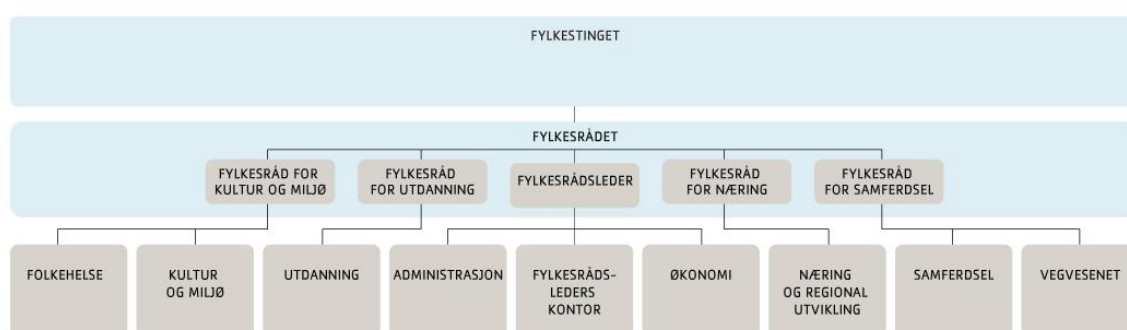 FYLKESTINGET
FYLKESRÅDET
FYLKESRÅD FOR
KULTUR OG MILJØ
FYLKESRÅD
FOR UTDANNING
FYLKESRÅDSLEDER
FYLKESRÅD
FOR NÆRING
FYLKESRÅD
FOR SAMFERDSEL
FOLKEHELSE
KULTUR
OG MILJØ
UTDANNING
ADMINISTRASJON
FYLKESRÅDS-
LEDERS
KONTOR
ØKONOMI
NÆRING
OG REGIONAL
UTVIKLING
SAMFERDSEL
VEGVESENET